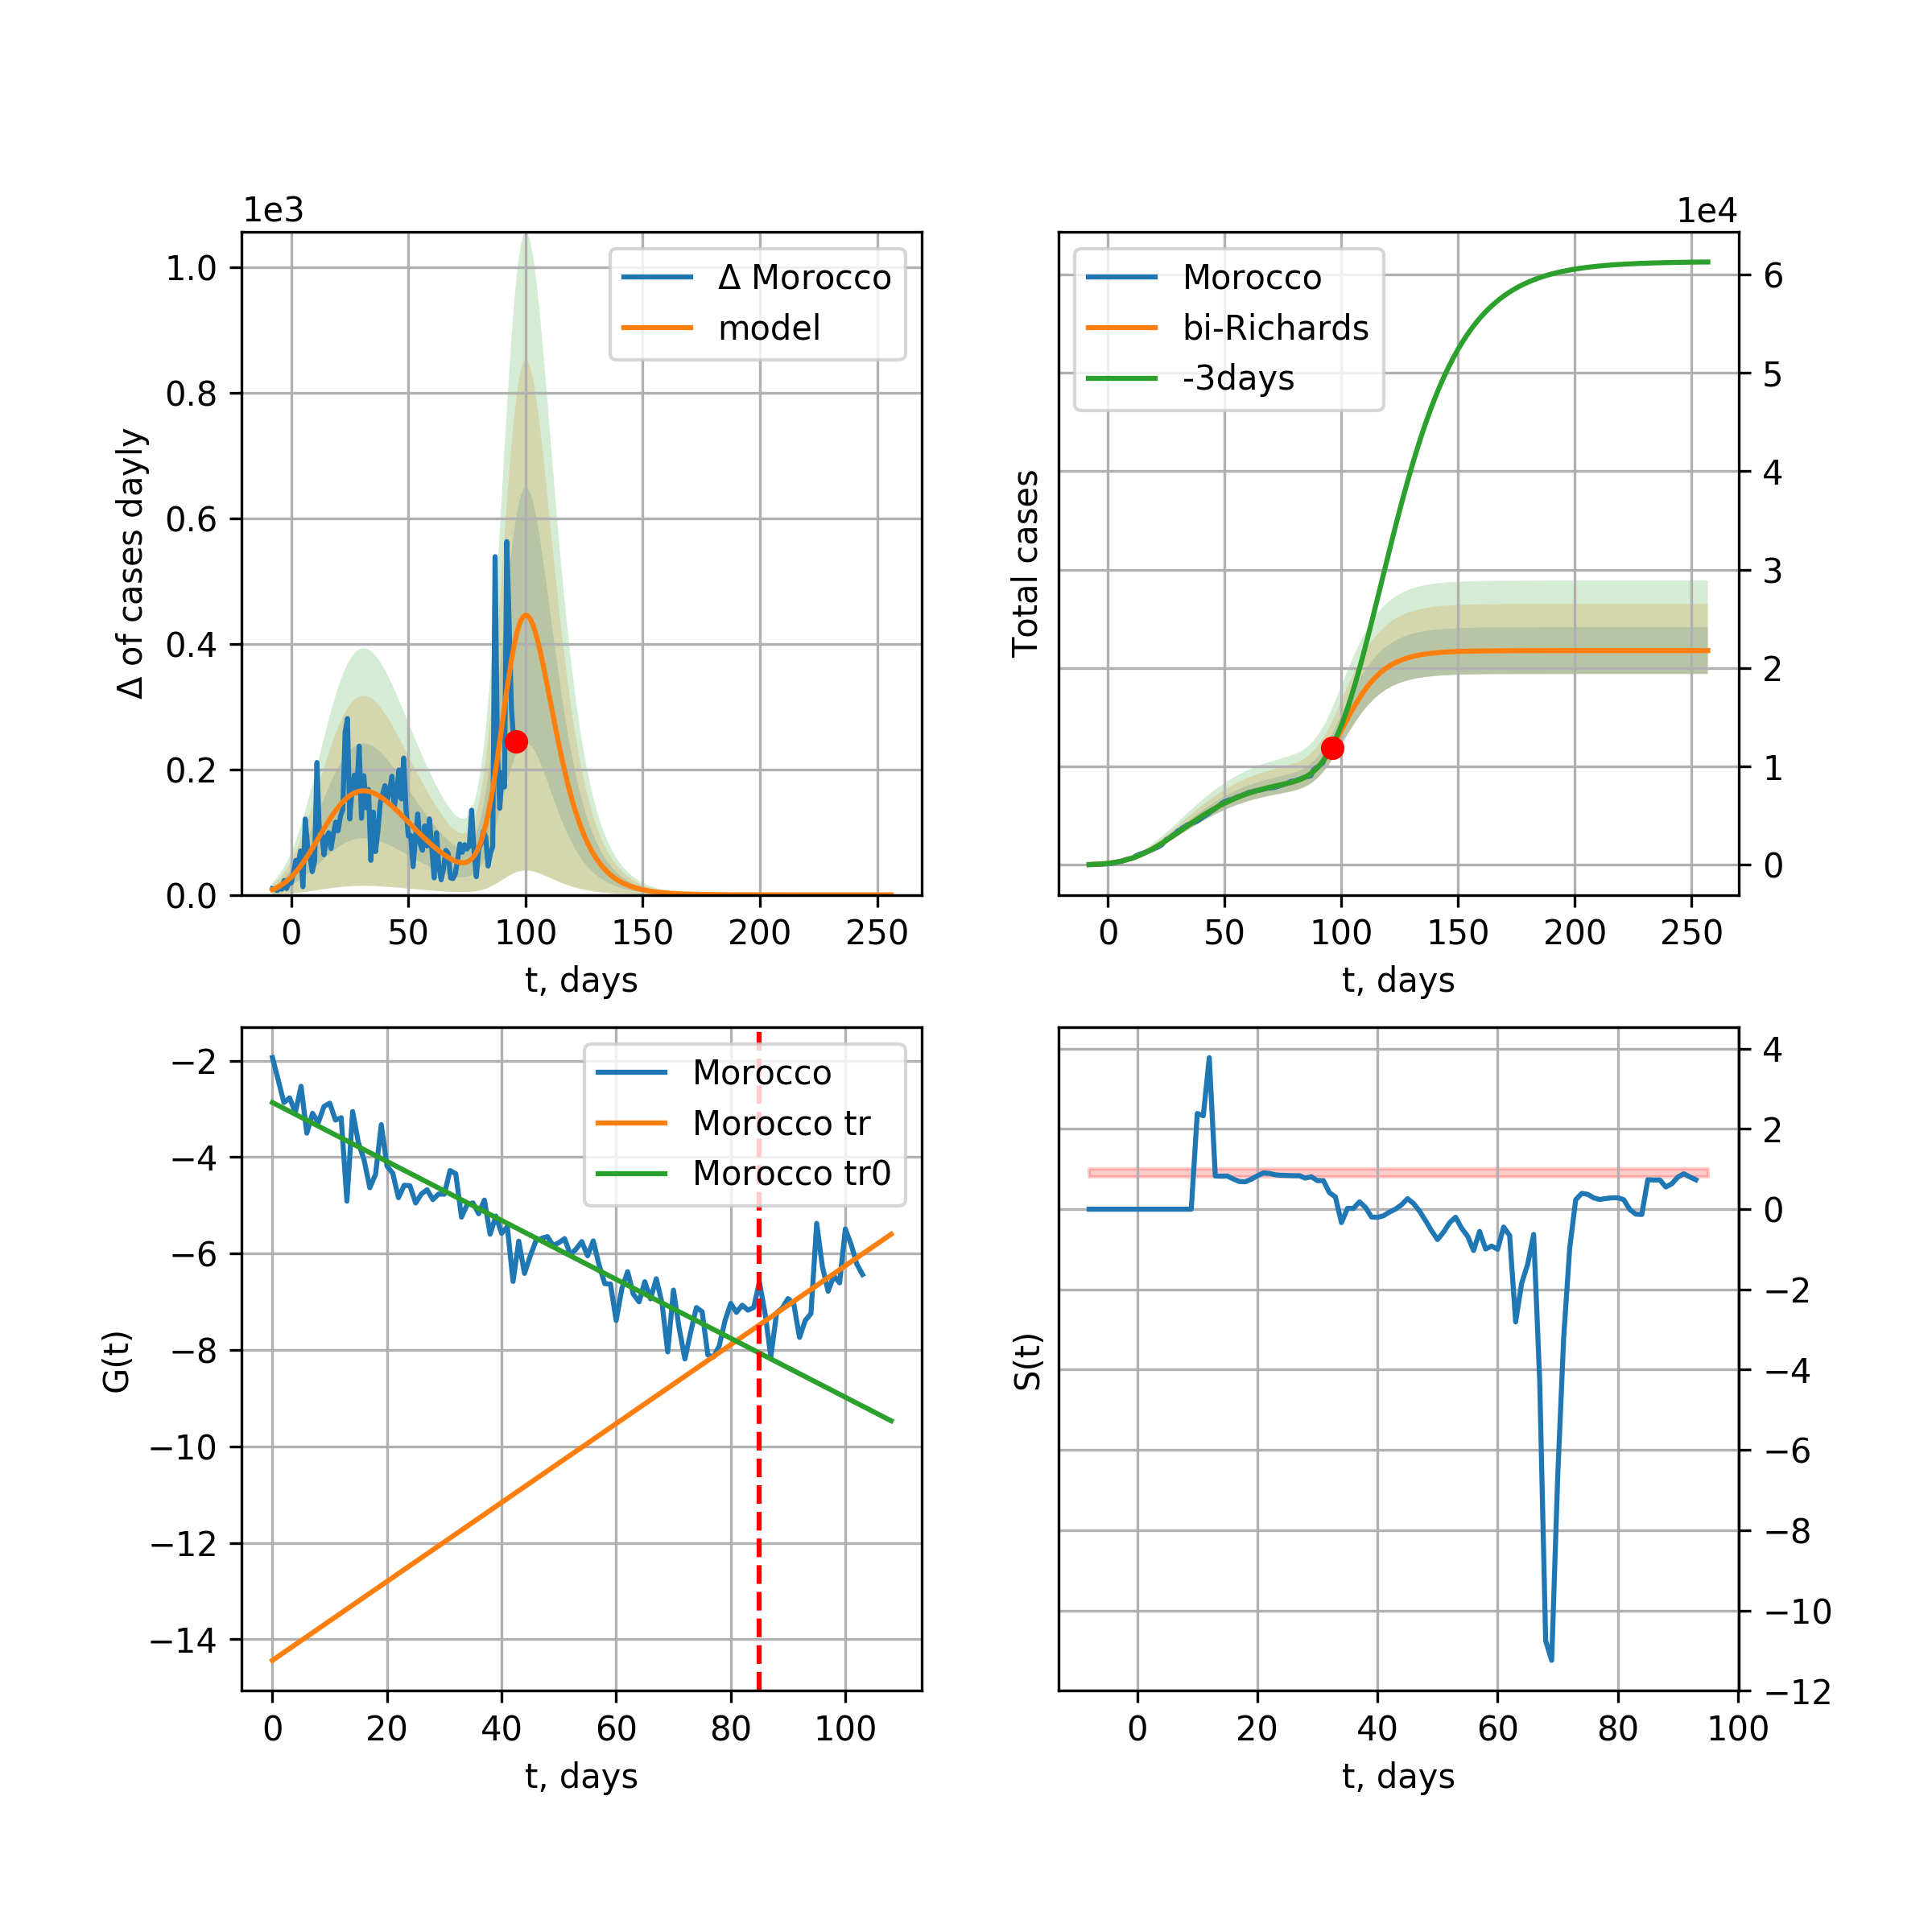 1e3
Δ of cases dayly
1.0
0.8
0.6
0.4
0.2
0.0
Δ Morocco
model
0 50 100 150 200 250
t, days
1e4
Total cases
Morocco
bi-Richards
-3days
6
5
4
3
2
1
0
0 50 100 150 200 250
t, days
G(t)
−2
−4
−6
−8
−10
−12
−14
Morocco
Morocco tr
Morocco tr0
0 20 40 60 80 100
t, days
S(t)
4
2
0
−2
−4
−6
−8
−10
−12
0 20 40 60 80 100
t, days